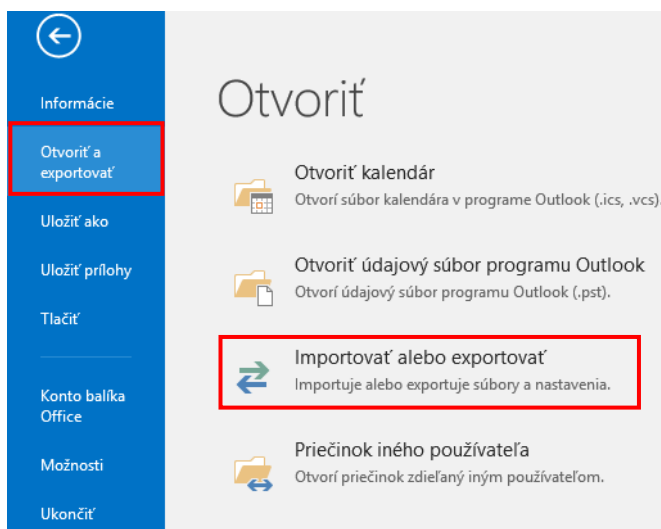 Informácie
Otvoriť a
exportovať
Uložiť ako
Uložiť prílohy
Tlačiť
Konto balíka
Office
Možnosti
Ukončiť
Otvoriť
Otvoriť kalendár
Otvorí súbor kalendára v programe Outlook (.ics, .vcs).
Otvoriť údajový súbor programu Outlook
Otvorí údajový súbor programu Outlook (.pst).
Importovať alebo exportovať
Importuje alebo exportuje súbory a nastavenia.
Priečinok iného používateľa
Otvorí priečinok zdieľaný iným používateľom.